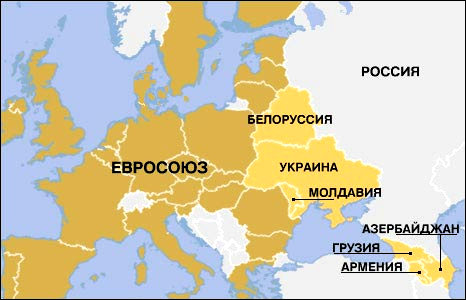 РОССИЯ
БЕЛОРУССИЯ
ЕВРОСОЮЗ
УКРАИНА
МОЛДАВИЯ
АЗЕРБАЙДЖАН
ГРУЗИЯ
АРМЕНИЯ